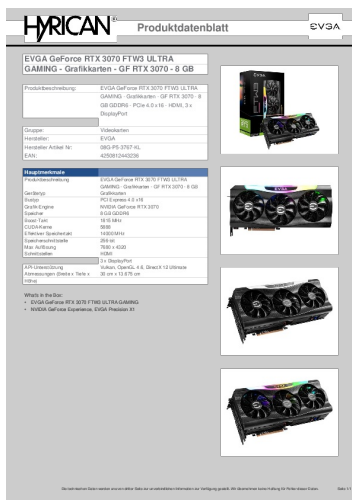 HYRICAN®
Produktdatenblatt
EVGA
EVGA GeForce RTX 3070 FTW3 ULTRA
GAMING - Grafikkarten - GF RTX 3070 - 8 GB
Produktbeschreibung: EVGA GeForce RTX 3070 FTW3 ULTRA
GAMING - Grafikkarten - GF RTX 3070 - 8
GB GDDR6 - PCIe 4.0 x16 - HDMI, 3 x
DisplayPort
Gruppe: Videokarten
Hersteller: EVGA
Hersteller Artikel Nr: 08G-P5-3767-KL
EAN: 4250812443236
Hauptmerkmale
Produktbeschreibung EVGA GeForce RTX 3070 FTW3 ULTRA
GAMING - Grafikkarten - GF RTX 3070 - 8 GB
Gerätetyp Grafikkarten
Bustyp PCI Express 4.0 x16
Grafik-Engine NVIDIA GeForce RTX 3070
Speicher 8 GB GDDR6
Boost-Takt 1815 MHz
CUDA-Kerne 5888
Effektiver Speichertakt 14000 MHz
Speicherschnittstelle 256-bit
Max Auflösung 7680 x 4320
Schnittstellen HDMI
3 x DisplayPort
API-Unterstützung Vulkan, OpenGL 4.6, DirectX 12 Ultimate
Abmessungen (Breite x Tiefe x
Höhe) 30 cm x 13.675 cm
What's in the Box:
• EVGA GeForce RTX 3070 FTW3 ULTRA GAMING
• NVIDIA GeForce Experience, EVGA Precision X1
Seite 1/1